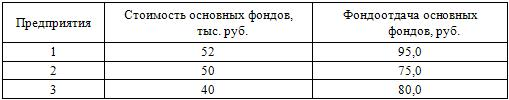 Предприятия
Стоимость основных фондов,
тыс. руб.
Фондоотдача основных
фондов, руб.
1 52 95,0
2 50 75,0
3 40 80,0